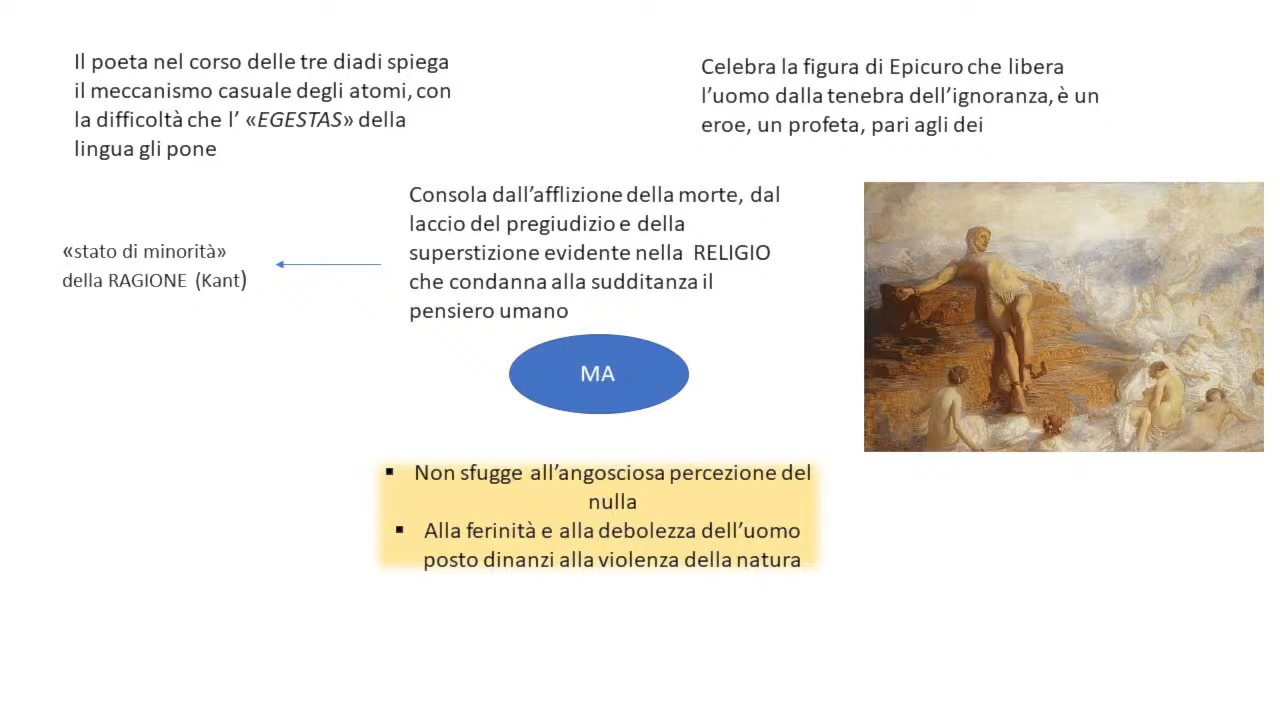 Il poeta nel corso delle tre diadi spiega
il meccanismo casuale degli atomi, con
la difficoltà che l’ «EGESTAS» della
lingua gli pone
Celebra la figura di Epicuro che libera
l’uomo dalla tenebra dell’ignoranza, è un
eroe, un profeta, pari agli dei
Consola dall’afflizione della morte, dal
laccio del pregiudizio e della
superstizione evidente nella RELIGIO
che condanna alla sudditanza il
pensiero umano
«stato di minorità»
della RAGIONE (Kant)
MA
▪ Non sfugge all’angosciosa percezione del
nulla
▪ Alla ferinità e alla debolezza dell’uomo
posto dinanzi alla violenza della natura